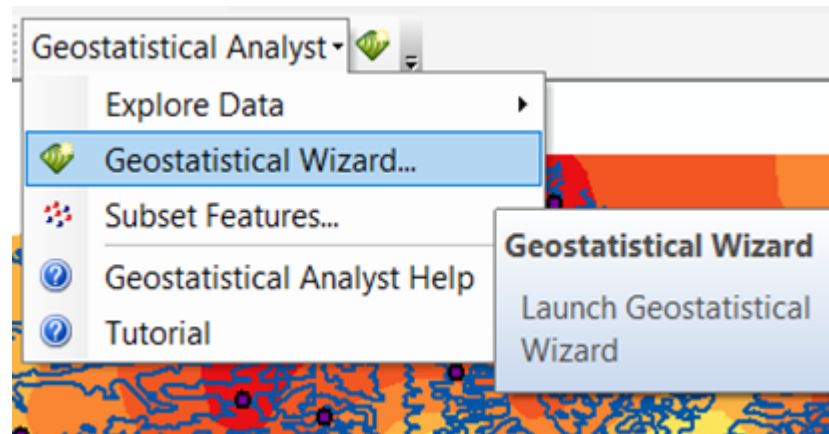 Geostatistical Analyst
Explore Data
Geostatistical Wizard...
Subset Features...
Geostatistical Analyst Help
Tutorial
Geostatistical Wizard
Launch Geostatistical
Wizard